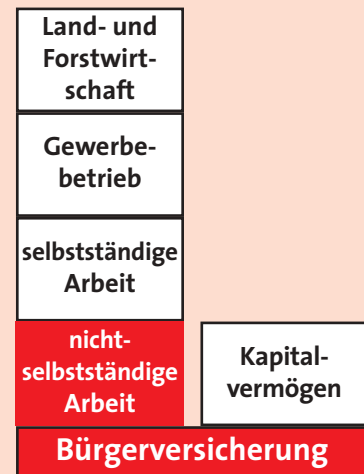 Land- und
Forstwirt-
schaft
Gewerbe-
betrieb
selbstständige
Arbeit
nicht-
selbstständige
Arbeit
Kapital-
vermögen
Bürgerversicherung